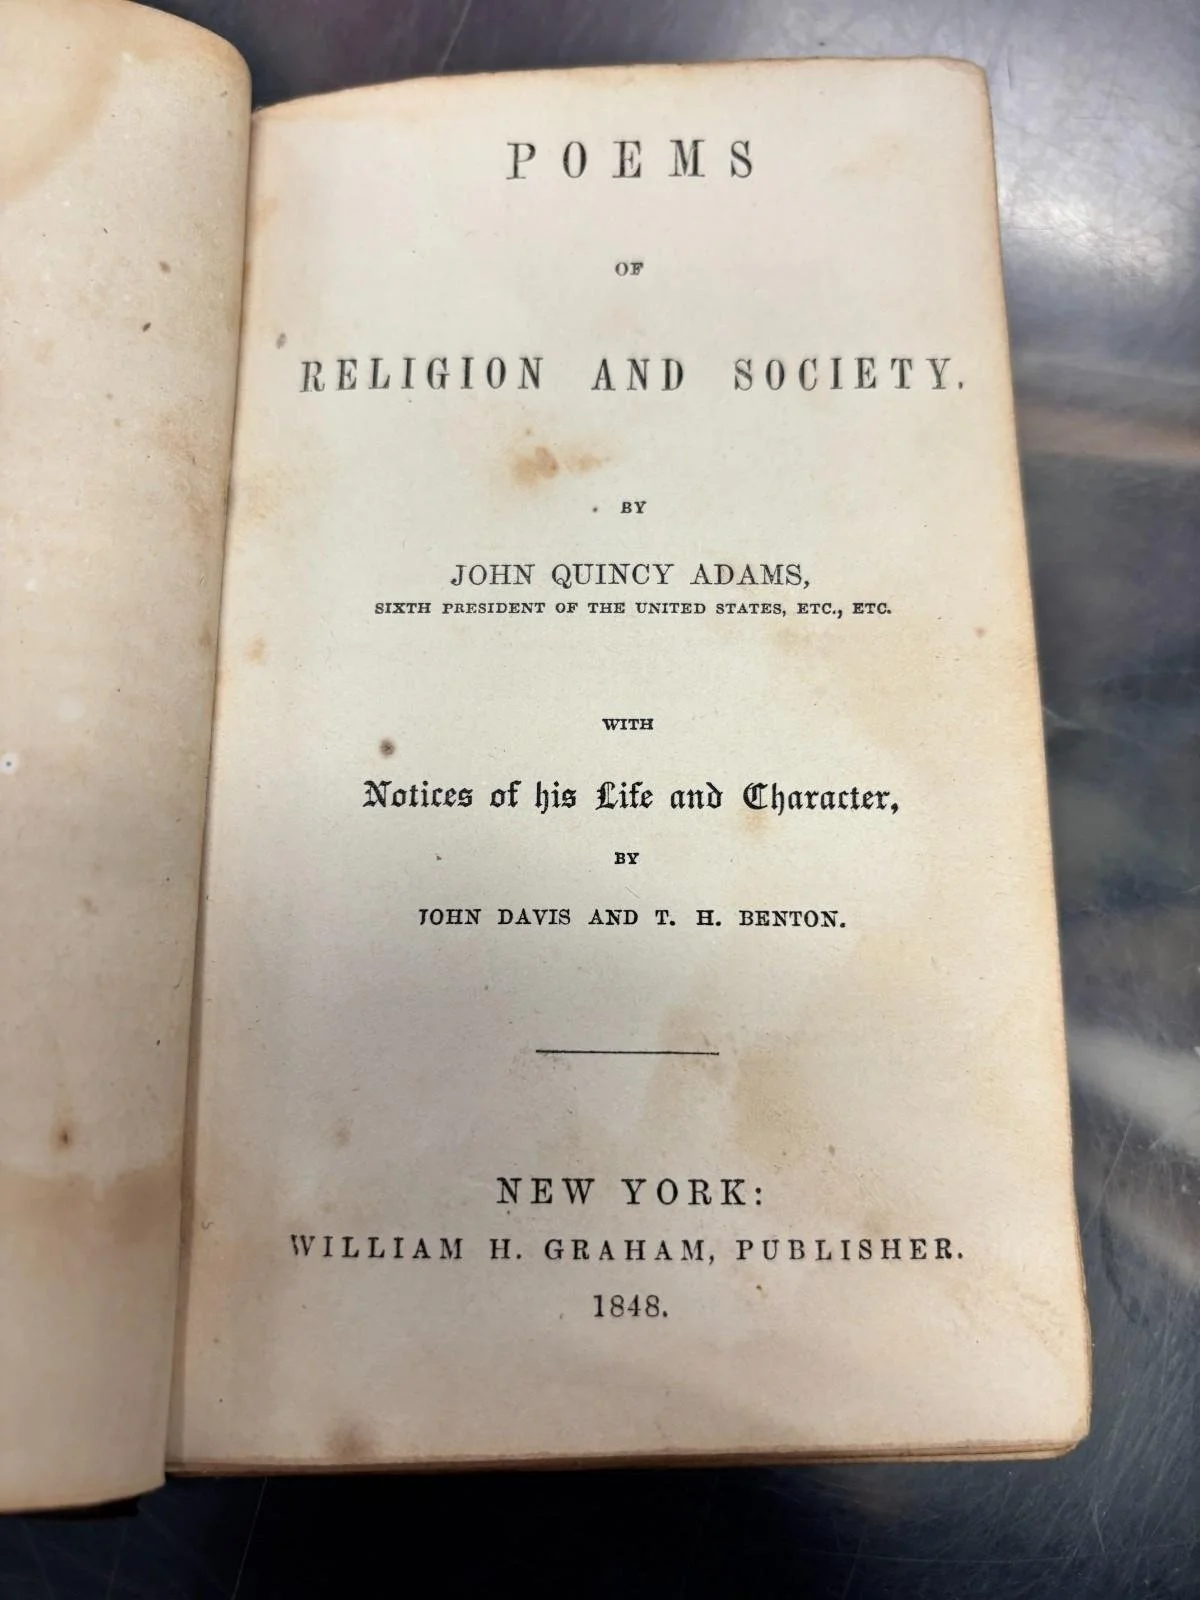 POEMS
OF
RELIGION AND SOCIETY.
BY
JOHN QUINCY ADAMS,
SIXTH PRESIDENT OF THE UNITED STATES, ETC., ETC.
WITH
Notices of his Life and Character,
BY
JOHN DAVIS AND T. H. BENTON.
NEW YORK:
WILLIAM H. GRAHAM, PUBLISHER.
1848.